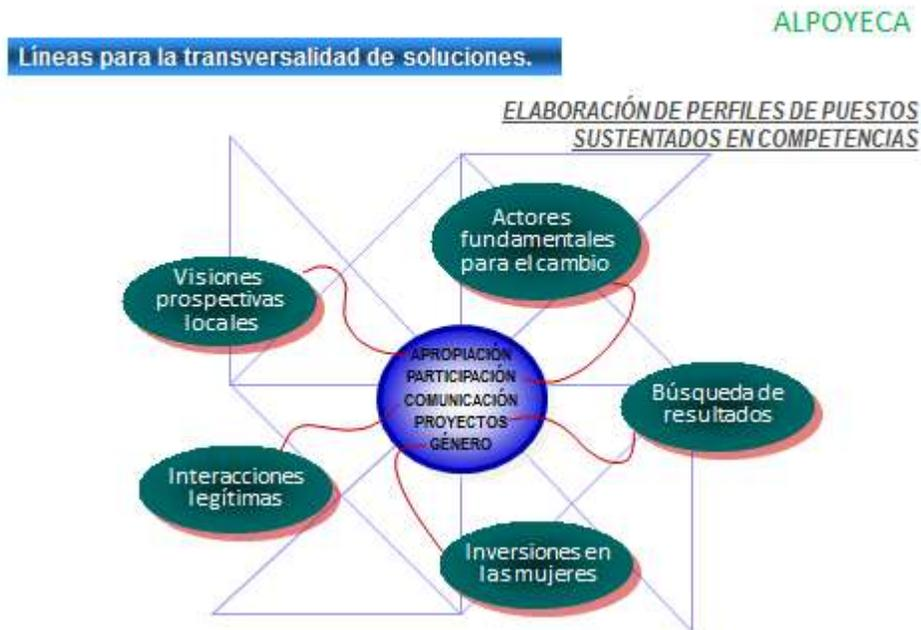 ALPOYECA
Líneas para la transversalidad de soluciones.
ELABORACIÓN DE PERFILES DE PUESTOS
SUSTENTADOS EN COMPETENCIAS
Actores
fundamentales
para el cambio
Visiones
prospectivas
locales
APROPIACIÓN
PARTICIPACIÓN
COMUNICACIÓN
PROYECTOS
GÉNERO
Búsqueda de
resultados
Interacciones
legítimas
Inversiones en
las mujeres